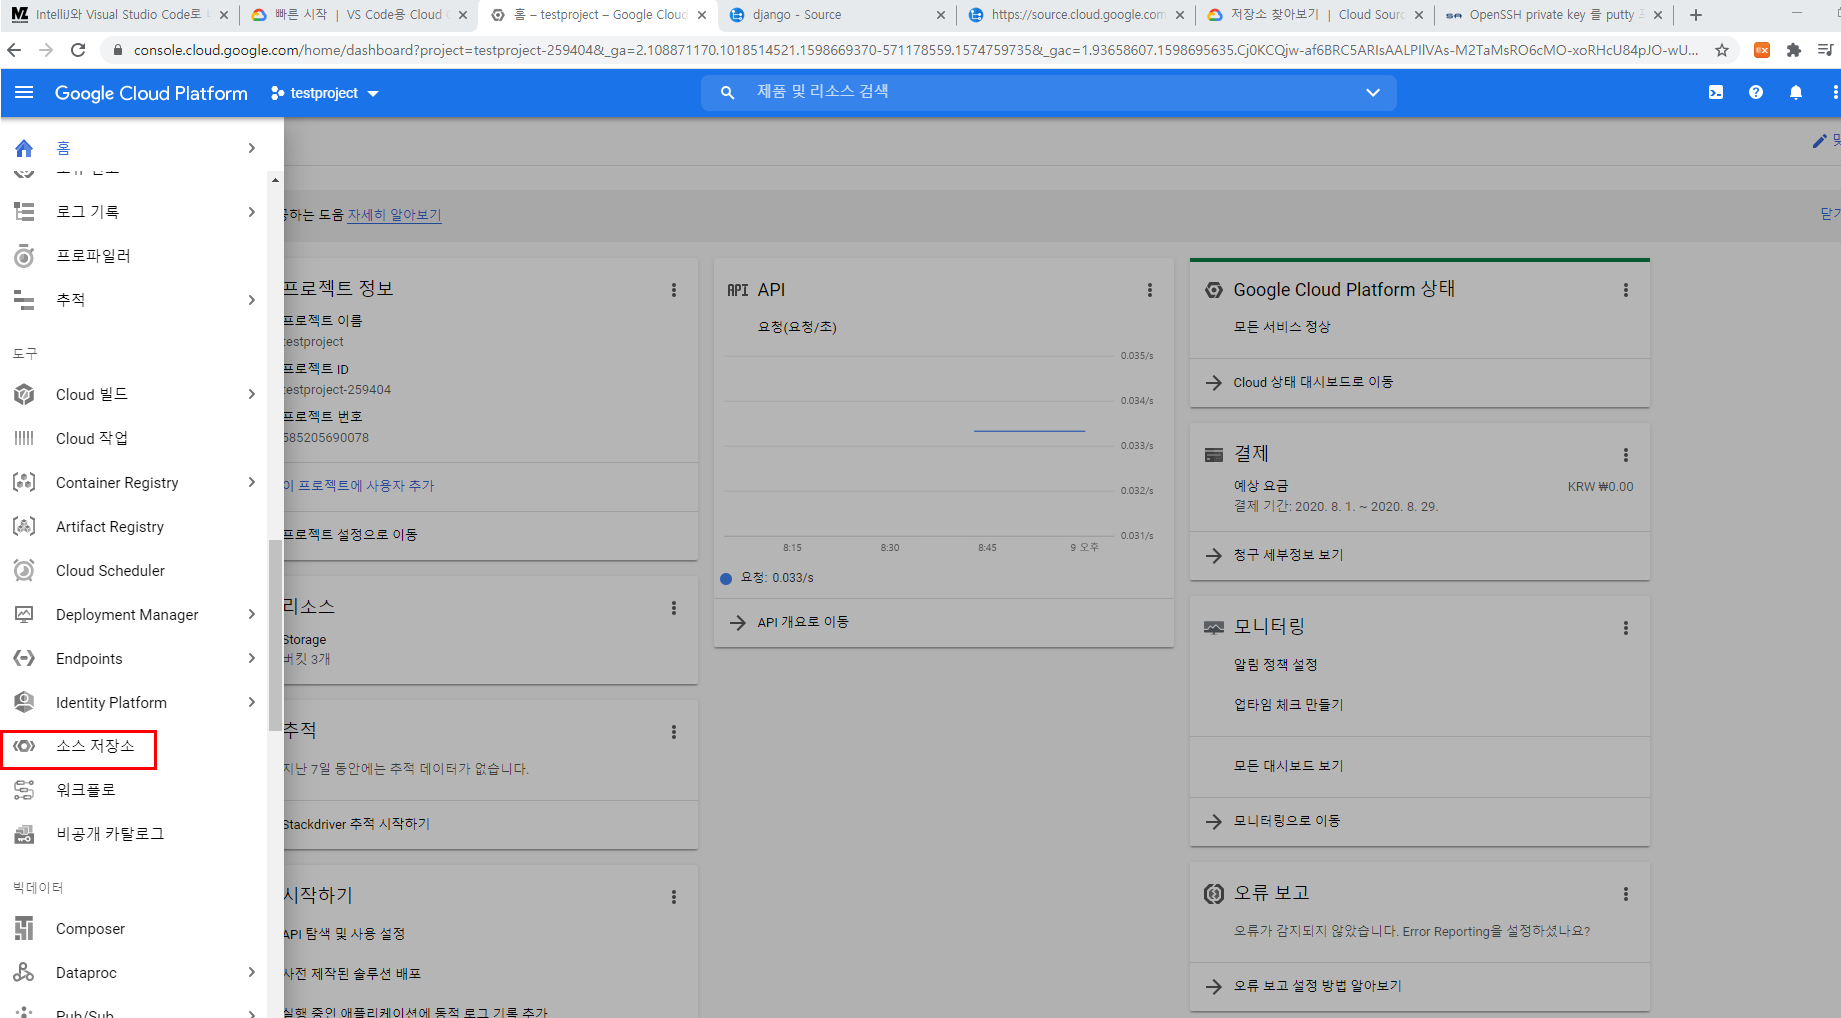 IntelliJ와 Visual Studio Code로 
빠른 시작 | VS Code용 Cloud
홈 – testproject – Google Cloud
django - Source
https://source.cloud.google.com
저장소 찾아보기 | Cloud Sourc
OpenSSH private key 를 putty
console.cloud.google.com/home/dashboard?project=testproject-259404&_ga=2.108871170.1018514521.1598669370-571178559.1574759735&_gac=1.93658607.1598695635.Cj0KCQjw-af6BRC5ARIsAALPIlVAs-M2TaMsRO6cMO-xoRHcU84pJO-wU...
Google Cloud Platform
testproject
제품 및 리소스 검색
홈
로그 기록
프로파일러
추적
도구
Cloud 빌드
Cloud 작업
Container Registry
Artifact Registry
Cloud Scheduler
Deployment Manager
Endpoints
Identity Platform
소스 저장소
워크플로
비공개 카탈로그
빅데이터
Composer
Dataproc
Pub/Sub
하는 도움 자세히 알아보기
프로젝트 정보
프로젝트 이름
testproject
프로젝트 ID
testproject-259404
프로젝트 번호
585205690078
이 프로젝트에 사용자 추가
프로젝트 설정으로 이동
리소스
Storage
버킷 3개
추적
지난 7일 동안에는 추적 데이터가 없습니다.
Stackdriver 추적 시작하기
시작하기
API 탐색 및 사용 설정
사전 제작된 솔루션 배포
실행 중인 애플리케이션에 동적 로그 기록 추가
API API
요청(요청/초)
0.035/s
0.034/s
0.033/s
0.032/s
0.031/s
8:15 8:30 8:45 9 오후
요청: 0.033/s
API 개요로 이동
Google Cloud Platform 상태
모든 서비스 정상
Cloud 상태 대시보드로 이동
결제
예상 요금 KRW ₩0.00
결제 기간: 2020. 8. 1. ~ 2020. 8. 29.
청구 세부정보 보기
모니터링
알림 정책 설정
업타임 체크 만들기
모든 대시보드 보기
모니터링으로 이동
오류 보고
오류가 감지되지 않았습니다. Error Reporting을 설정하셨나요?
오류 보고 설정 방법 알아보기